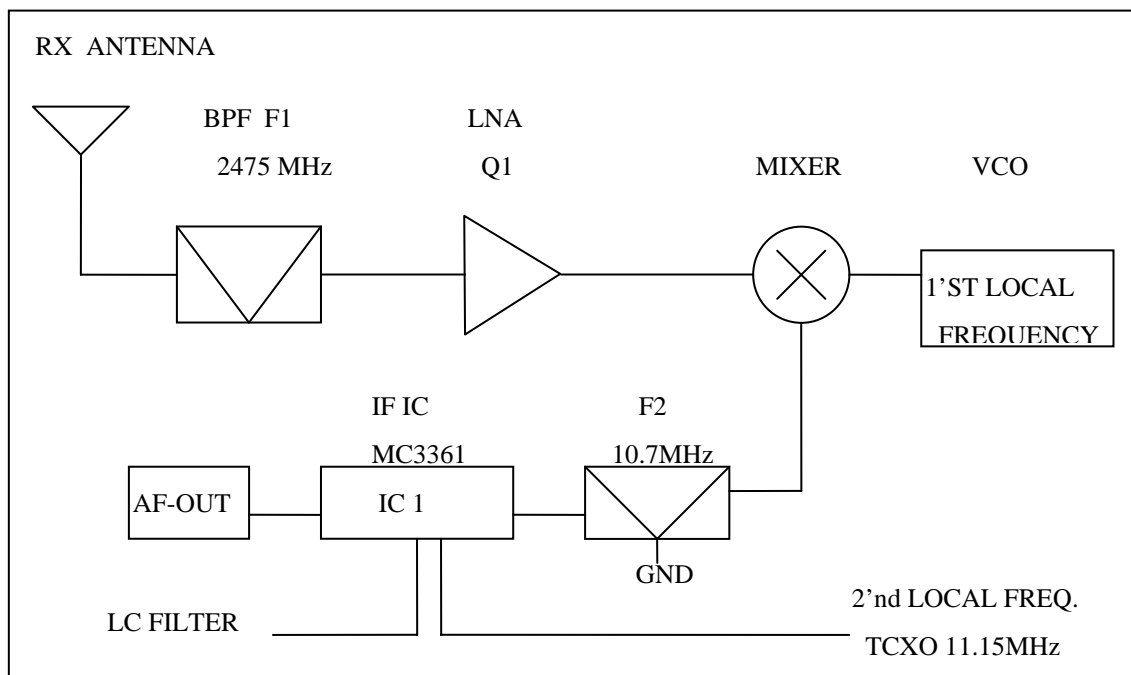 RX ANTENNA
BPF F1
2475 MHz
LNA
Q1
MIXER
VCO
1'ST LOCAL
FREQUENCY
IF IC
MC3361
IC 1
F2
10.7MHz
AF-OUT
GND
LC FILTER
2'nd LOCAL FREQ.
TCXO 11.15MHz